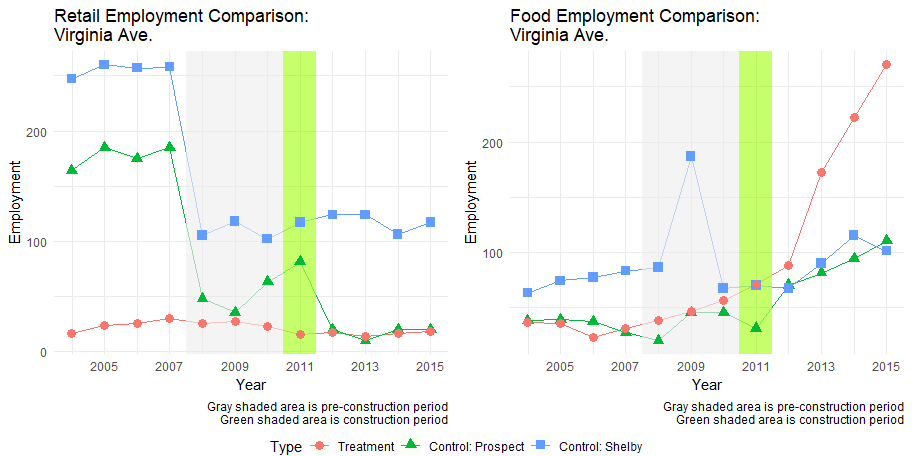 Retail Employment Comparison:
Virginia Ave.
Employment
200
100
0
2005 2007 2009 2011 2013 2015
Year
Gray shaded area is pre-construction period
Green shaded area is construction period
Food Employment Comparison:
Virginia Ave.
Employment
200
100
2005 2007 2009 2011 2013 2015
Year
Gray shaded area is pre-construction period
Green shaded area is construction period
Type Treatment Control: Prospect Control: Shelby